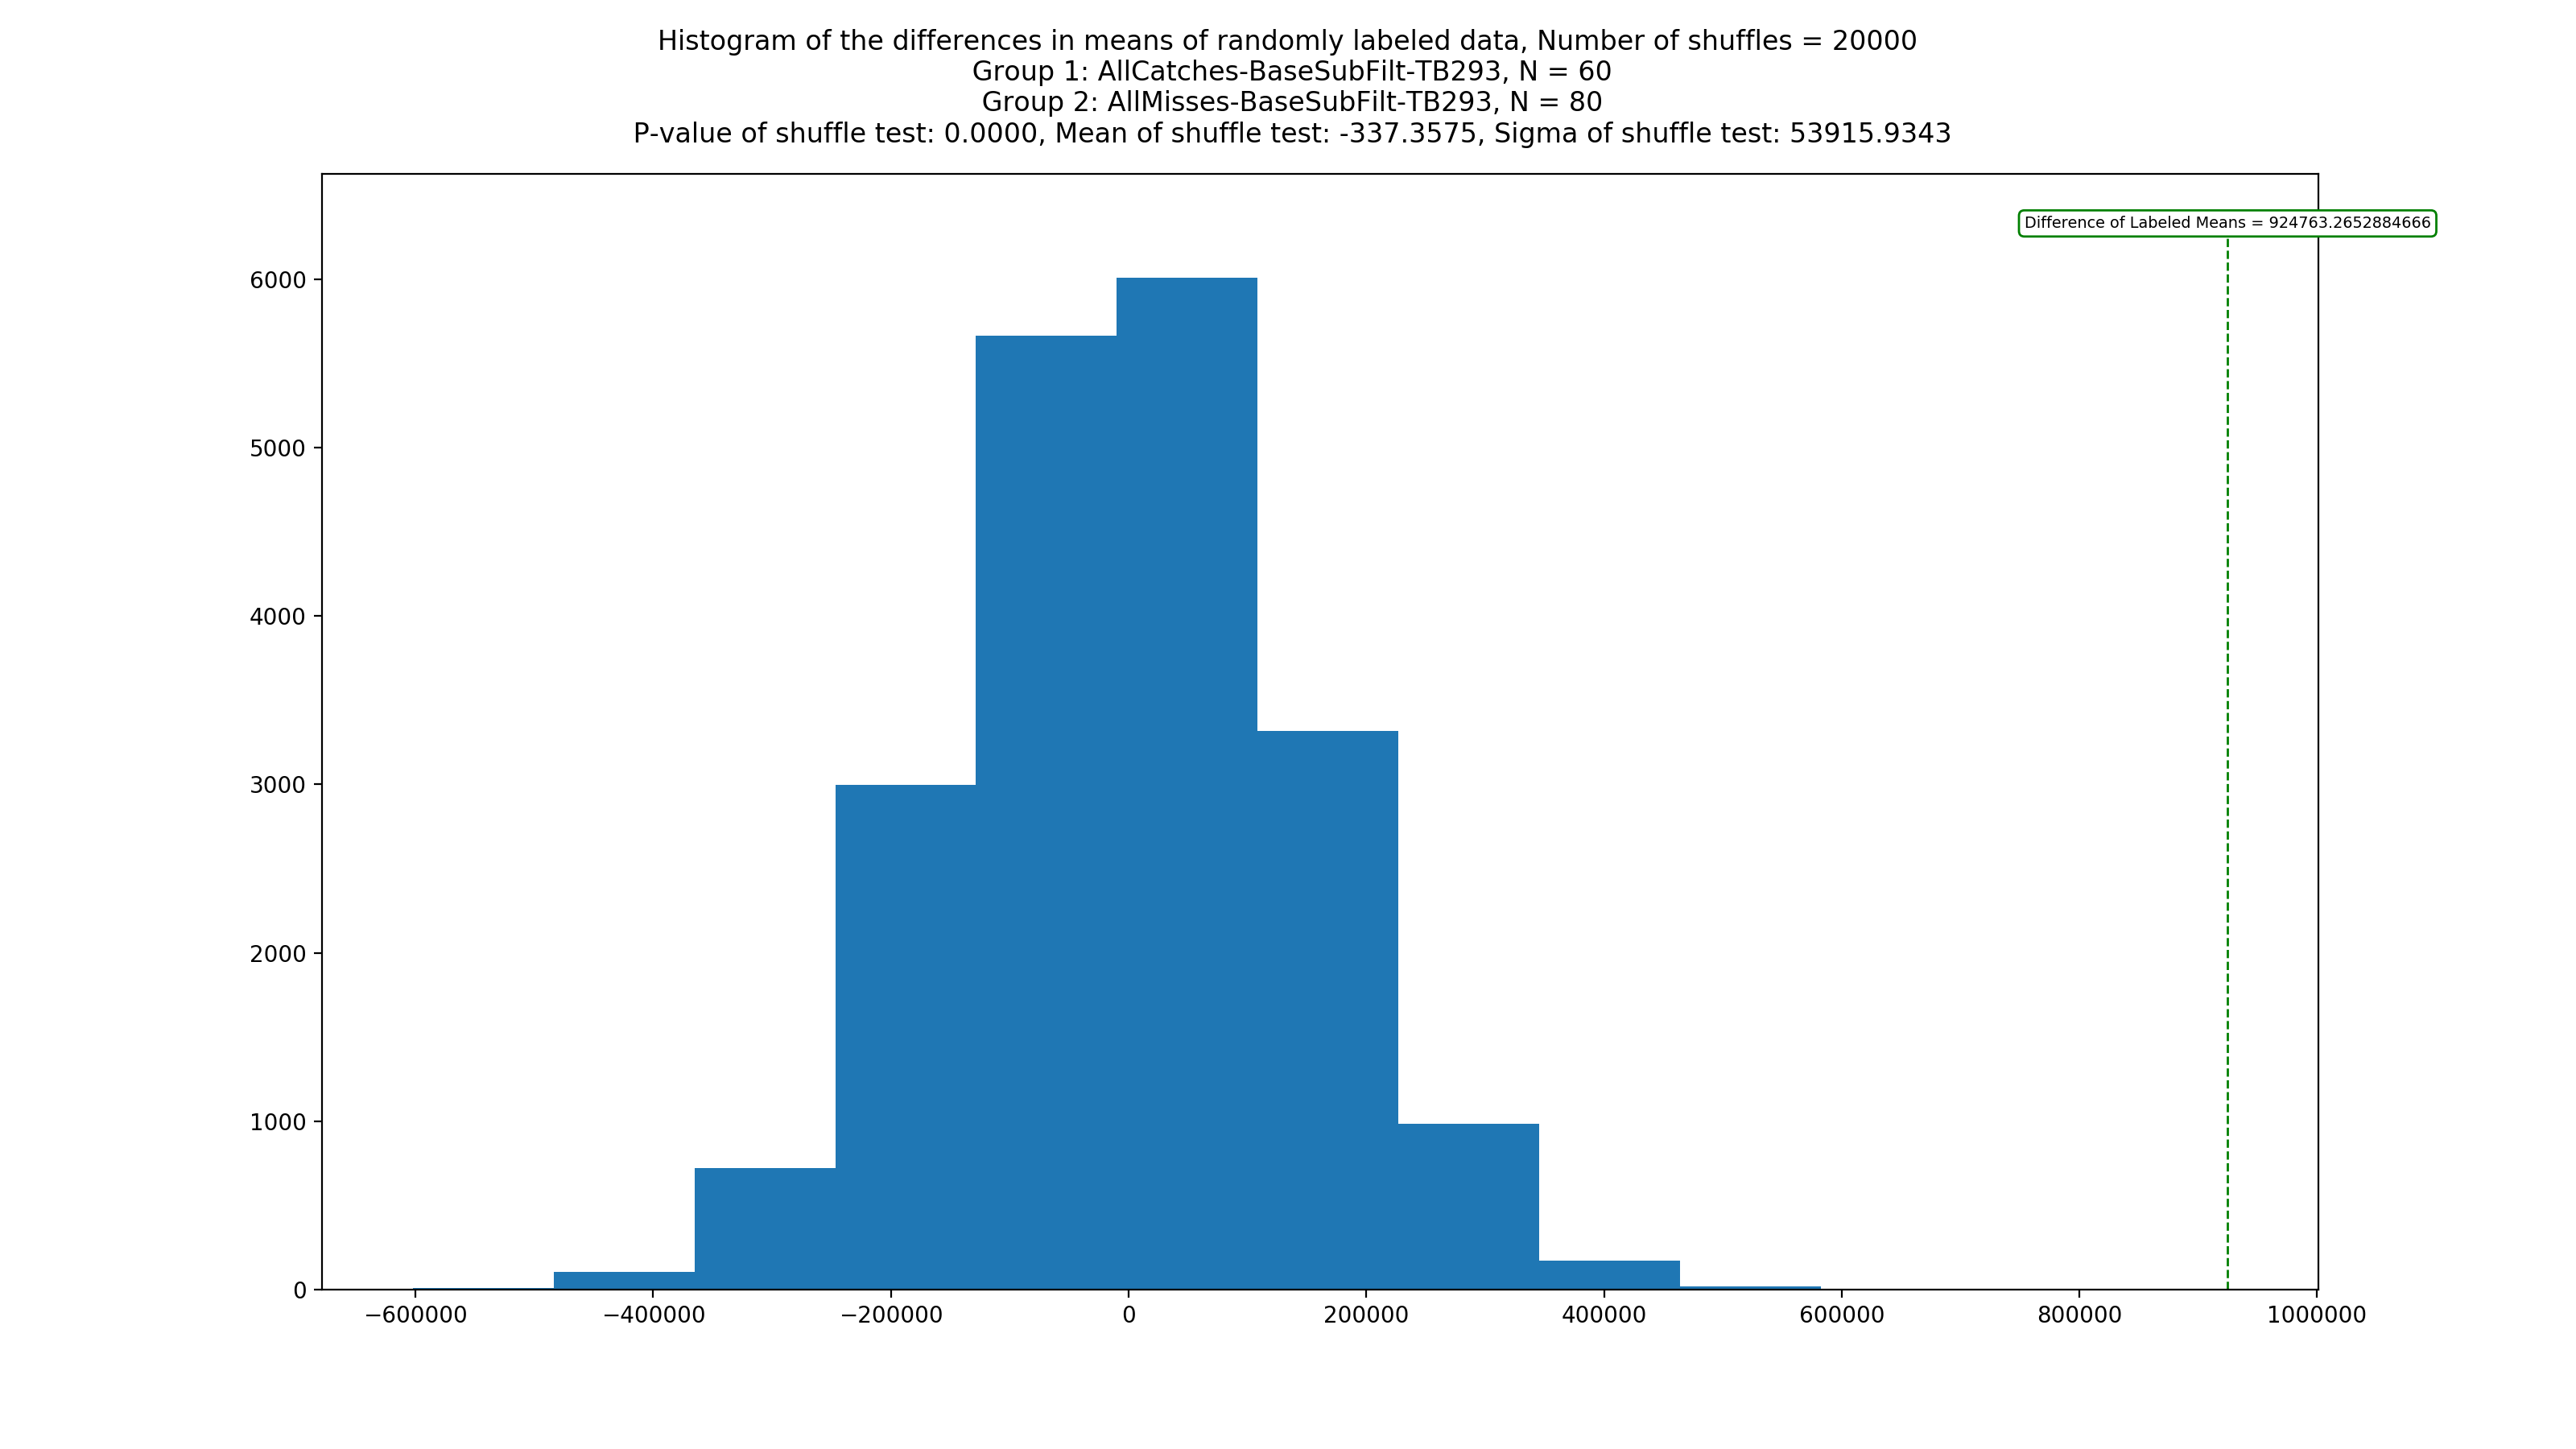 Histogram of the differences in means of randomly labeled data, Number of shuffles = 20000
Group 1: AllCatches-BaseSubFilt-TB293, N = 60
Group 2: AllMisses-BaseSubFilt-TB293, N = 80
P-value of shuffle test: 0.0000, Mean of shuffle test: -337.3575, Sigma of shuffle test: 53915.9343
Difference of Labeled Means = 924763.2652884666
6000
5000
4000
3000
2000
1000
0
−600000 −400000 −200000 0 200000 400000 600000 800000 1000000